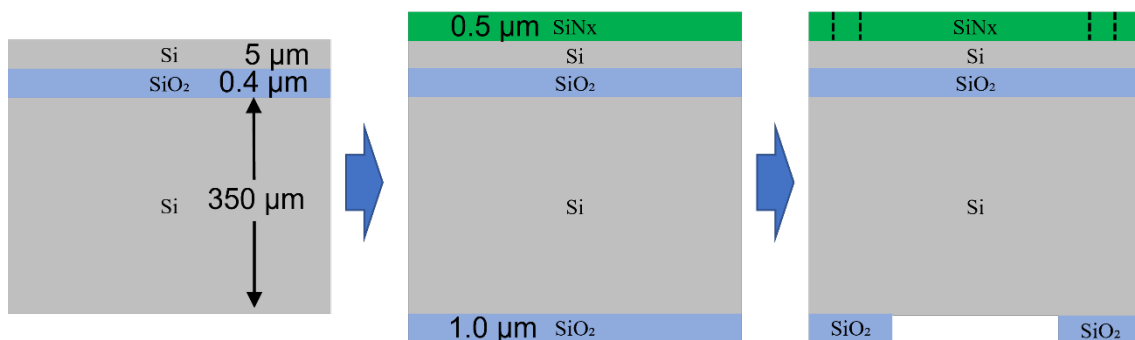 Si 5 µm
SiO₂ 0.4 µm
Si 350 µm
0.5 µm SiNx
Si
SiO₂
Si
1.0 µm SiO₂
SiNx
Si
SiO₂
Si
SiO₂ SiO₂